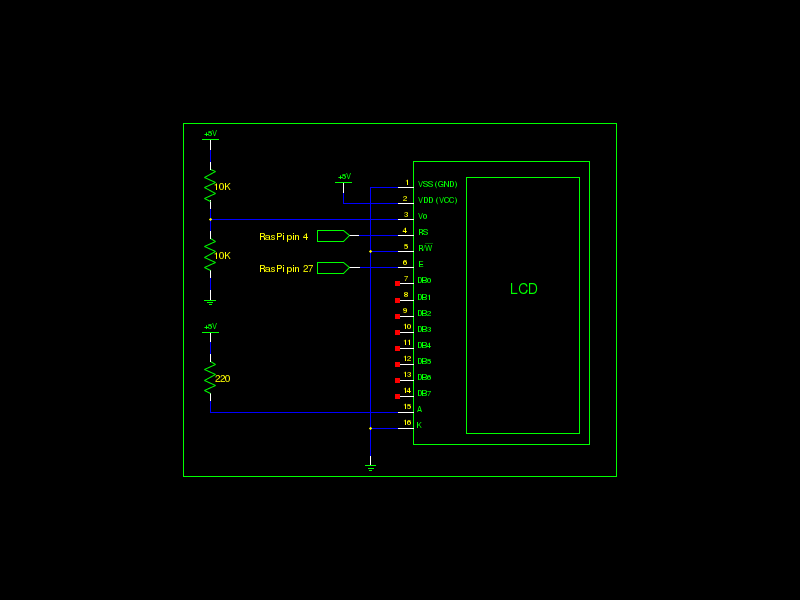 +5V
10K
10K
+5V
220
+5V
RasPi pin 4
RasPi pin 27
1 VSS (GND)
2 VDD (VCC)
3 Vo
4 RS
5 R/W
6 E
7 DB0
8 DB1
9 DB2
10 DB3
11 DB4
12 DB5
13 DB6
14 DB7
15 A
16 K
LCD